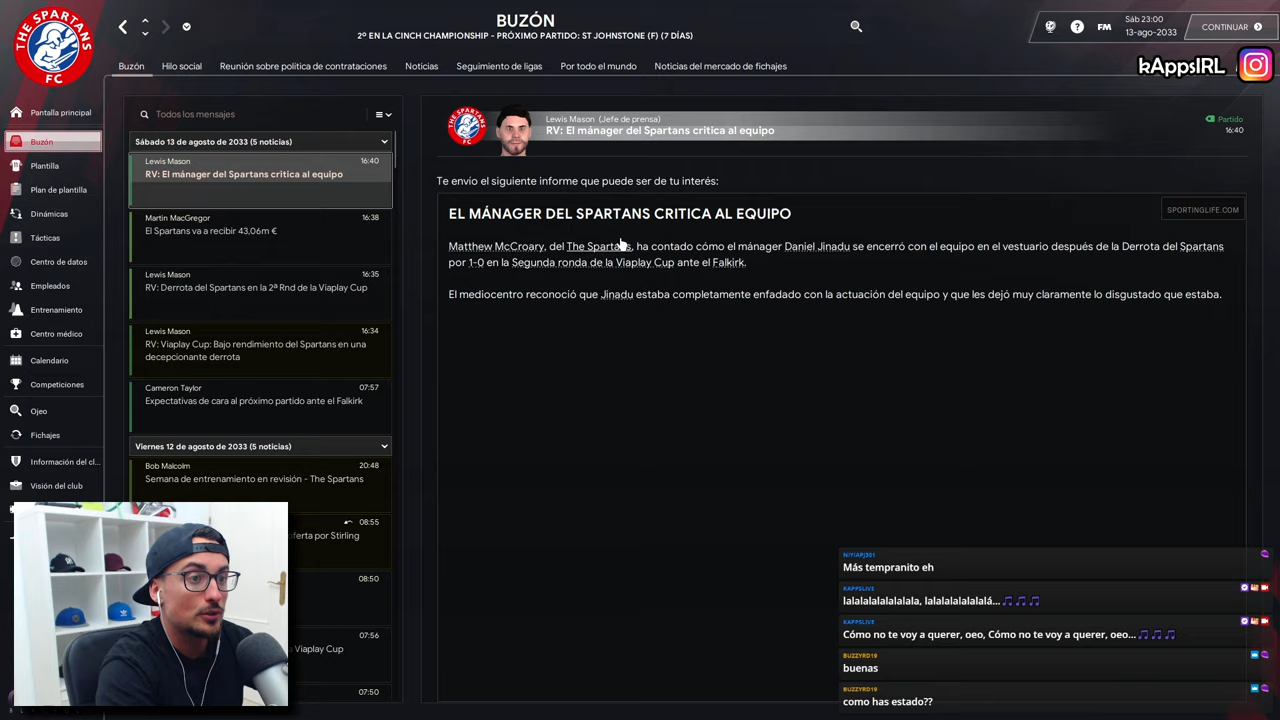 THE SPARTANS
FC
BUZÓN
2º EN LA CINCH CHAMPIONSHIP - PRÓXIMO PARTIDO: ST JOHNSTONE (F) (7 DÍAS)
FM
Sáb 23:00
13-ago-2033
CONTINUAR
Buzón
Hilo social
Reunión sobre política de contrataciones
Noticias
Seguimiento de ligas
Por todo el mundo
Noticias del mercado de fichajes
kAppsIRL
Pantalla principal
Buzón
Plantilla
Plan de plantilla
Dinámicas
Tácticas
Centro de datos
Empleados
Entrenamiento
Centro médico
Calendario
Competiciones
Ojeo
Fichajes
Información del cl...
Visión del club
Todos los mensajes
Sábado 13 de agosto de 2033 (5 noticias)
Lewis Mason 16:40
RV: El mánager del Spartans critica al equipo
Martin MacGregor 16:38
El Spartans va a recibir 43,06m €
Lewis Mason 16:35
RV: Derrota del Spartans en la 2ª Rnd de la Viaplay Cup
Lewis Mason 16:34
RV: Viaplay Cup: Bajo rendimiento del Spartans en una
decepcionante derrota
Cameron Taylor 07:57
Expectativas de cara al próximo partido ante el Falkirk
Viernes 12 de agosto de 2033 (5 noticias)
Bob Malcolm 20:48
Semana de entrenamiento en revisión - The Spartans
08:55
oferta por Stirling
08:50
07:56
Viaplay Cup
07:50
Lewis Mason (Jefe de prensa)
RV: El mánager del Spartans critica al equipo
Partido
16:40
Te envío el siguiente informe que puede ser de tu interés:
EL MÁNAGER DEL SPARTANS CRITICA AL EQUIPO
SPORTINGLIFE.COM
Matthew McCroary, del The Spartans, ha contado cómo el mánager Daniel Jinadu se encerró con el equipo en el vestuario después de la Derrota del Spartans
por 1-0 en la Segunda ronda de la Viaplay Cup ante el Falkirk.
El mediocentro reconoció que Jinadu estaba completamente enfadado con la actuación del equipo y que les dejó muy claramente lo disgustado que estaba.
NIYIAPJ301
Más tempranito eh
KAPPSLIVE
lalalalalalalalala, lalalalalalalalá...
KAPPSLIVE
Cómo no te voy a querer, oeo, Cómo no te voy a querer, oeo...
BUZZYRD19
buenas
BUZZYRD19
como has estado??